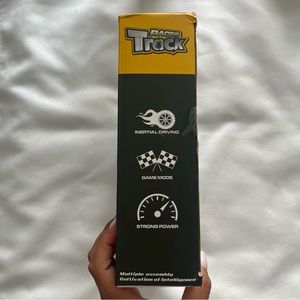 RACING
Track
INERTIAL DRIVING
GAME MODE
STRONG POWER
Multiple assembly
Cultivation of intelligence